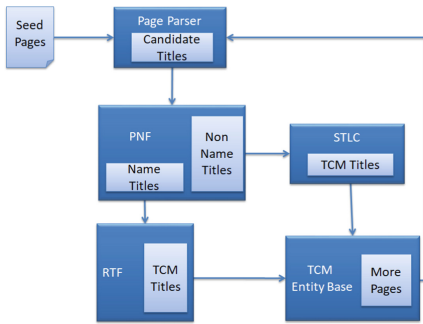 Seed
Pages
Page Parser
Candidate
Titles
PNF
Non
Name
Titles
Name
Titles
STLC
TCM Titles
RTF
TCM
Titles
TCM
Entity Base
More
Pages